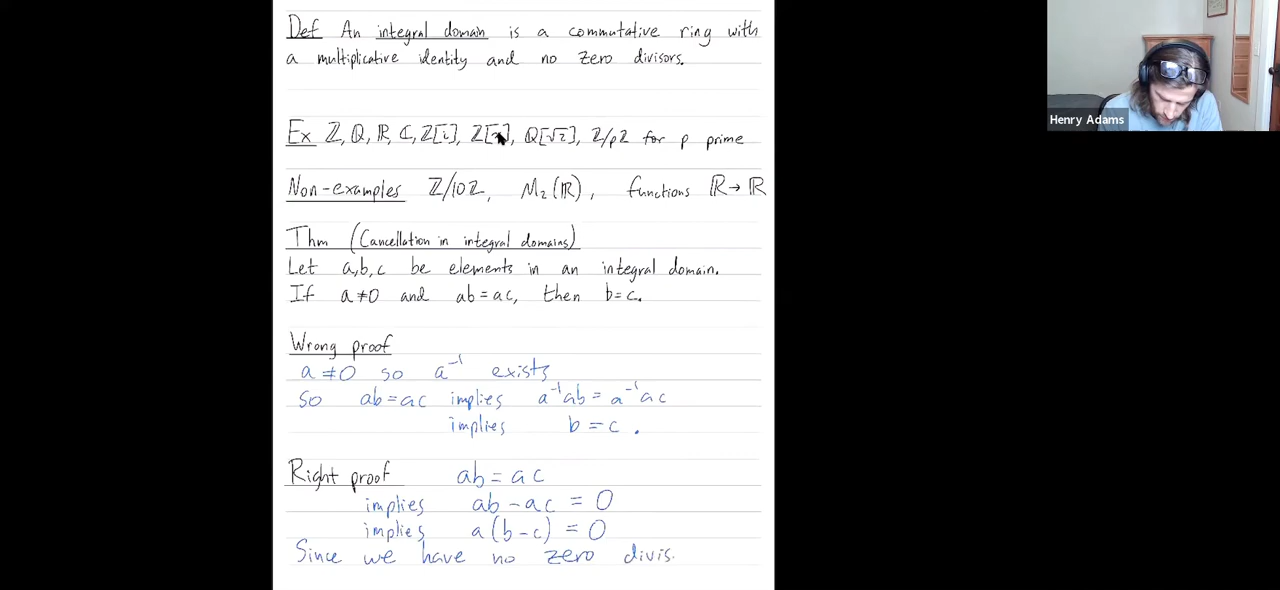 Def An integral domain is a commutative ring with
a multiplicative identity and no zero divisors.
Ex ℤ, ℚ, ℝ, ℂ, ℤ[i], ℚ[√2], ℤ/pℤ for p prime
Non-examples ℤ/10ℤ, M₂(ℝ), functions ℝ→ℝ
Thm (Cancellation in integral domains)
Let a,b,c be elements in an integral domain.
If a≠0 and ab=ac, then b=c.
Wrong proof
a≠0 so a⁻¹ exists
so ab=ac implies a⁻¹ab=a⁻¹ac
implies b=c.
Right proof ab=ac
implies ab-ac=0
implies a(b-c)=0
Since we have no zero divis
Henry Adams